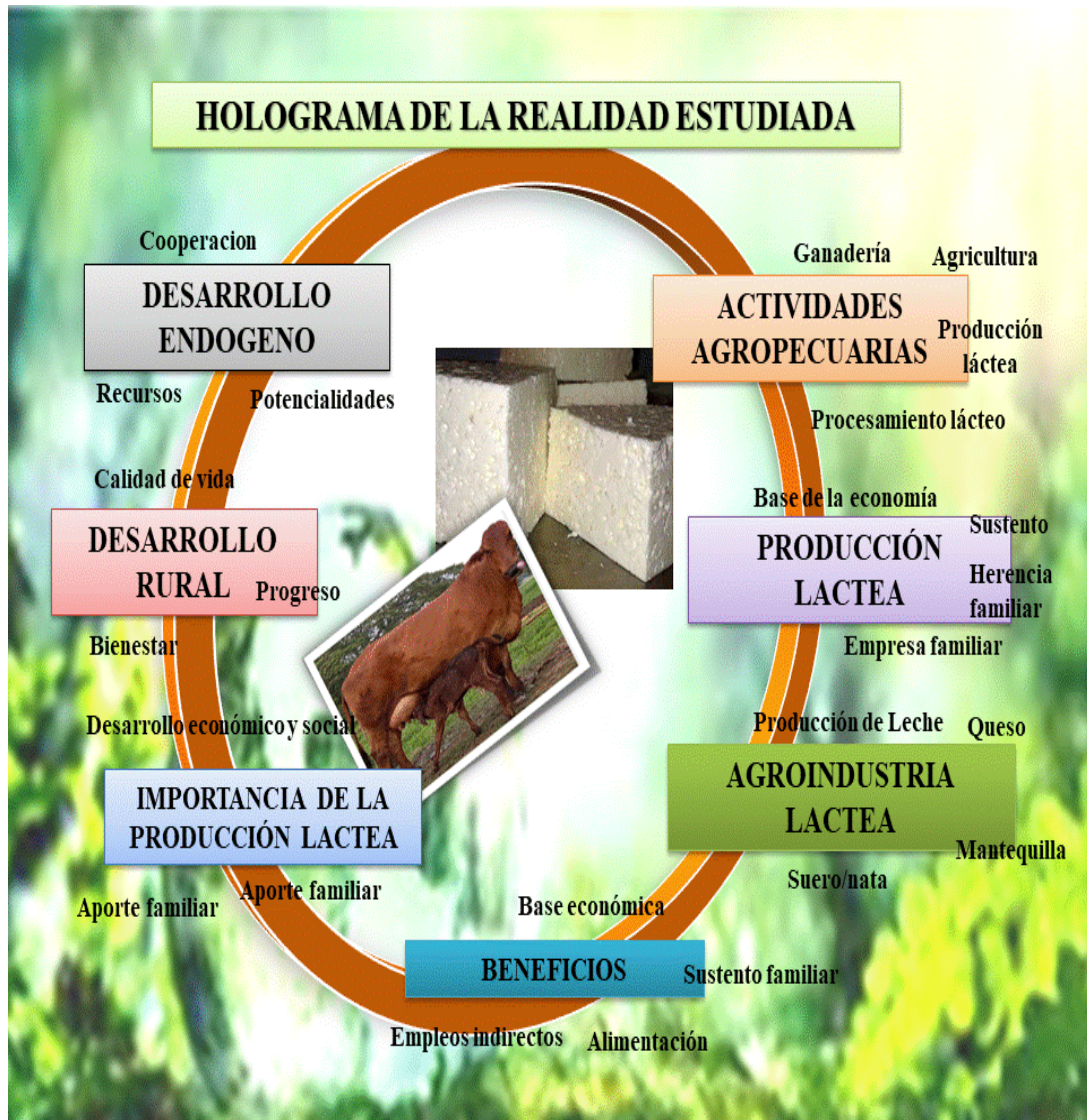 HOLOGRAMA DE LA REALIDAD ESTUDIADA
Cooperacion
DESARROLLO
ENDOGENO
Recursos
Potencialidades
Ganadería
Agricultura
ACTIVIDADES
AGROPECUARIAS
Producción
láctea
Procesamiento lácteo
Calidad de vida
DESARROLLO
RURAL
Progreso
Bienestar
Base de la economía
Sustento
PRODUCCIÓN
LACTEA
Herencia
familiar
Empresa familiar
Desarrollo económico y social
IMPORTANCIA DE LA
PRODUCCIÓN LACTEA
Aporte familiar
Aporte familiar
Producción de Leche
Queso
AGROINDUSTRIA
LACTEA
Mantequilla
Suero/nata
Base económica
BENEFICIOS
Sustento familiar
Empleos indirectos
Alimentación